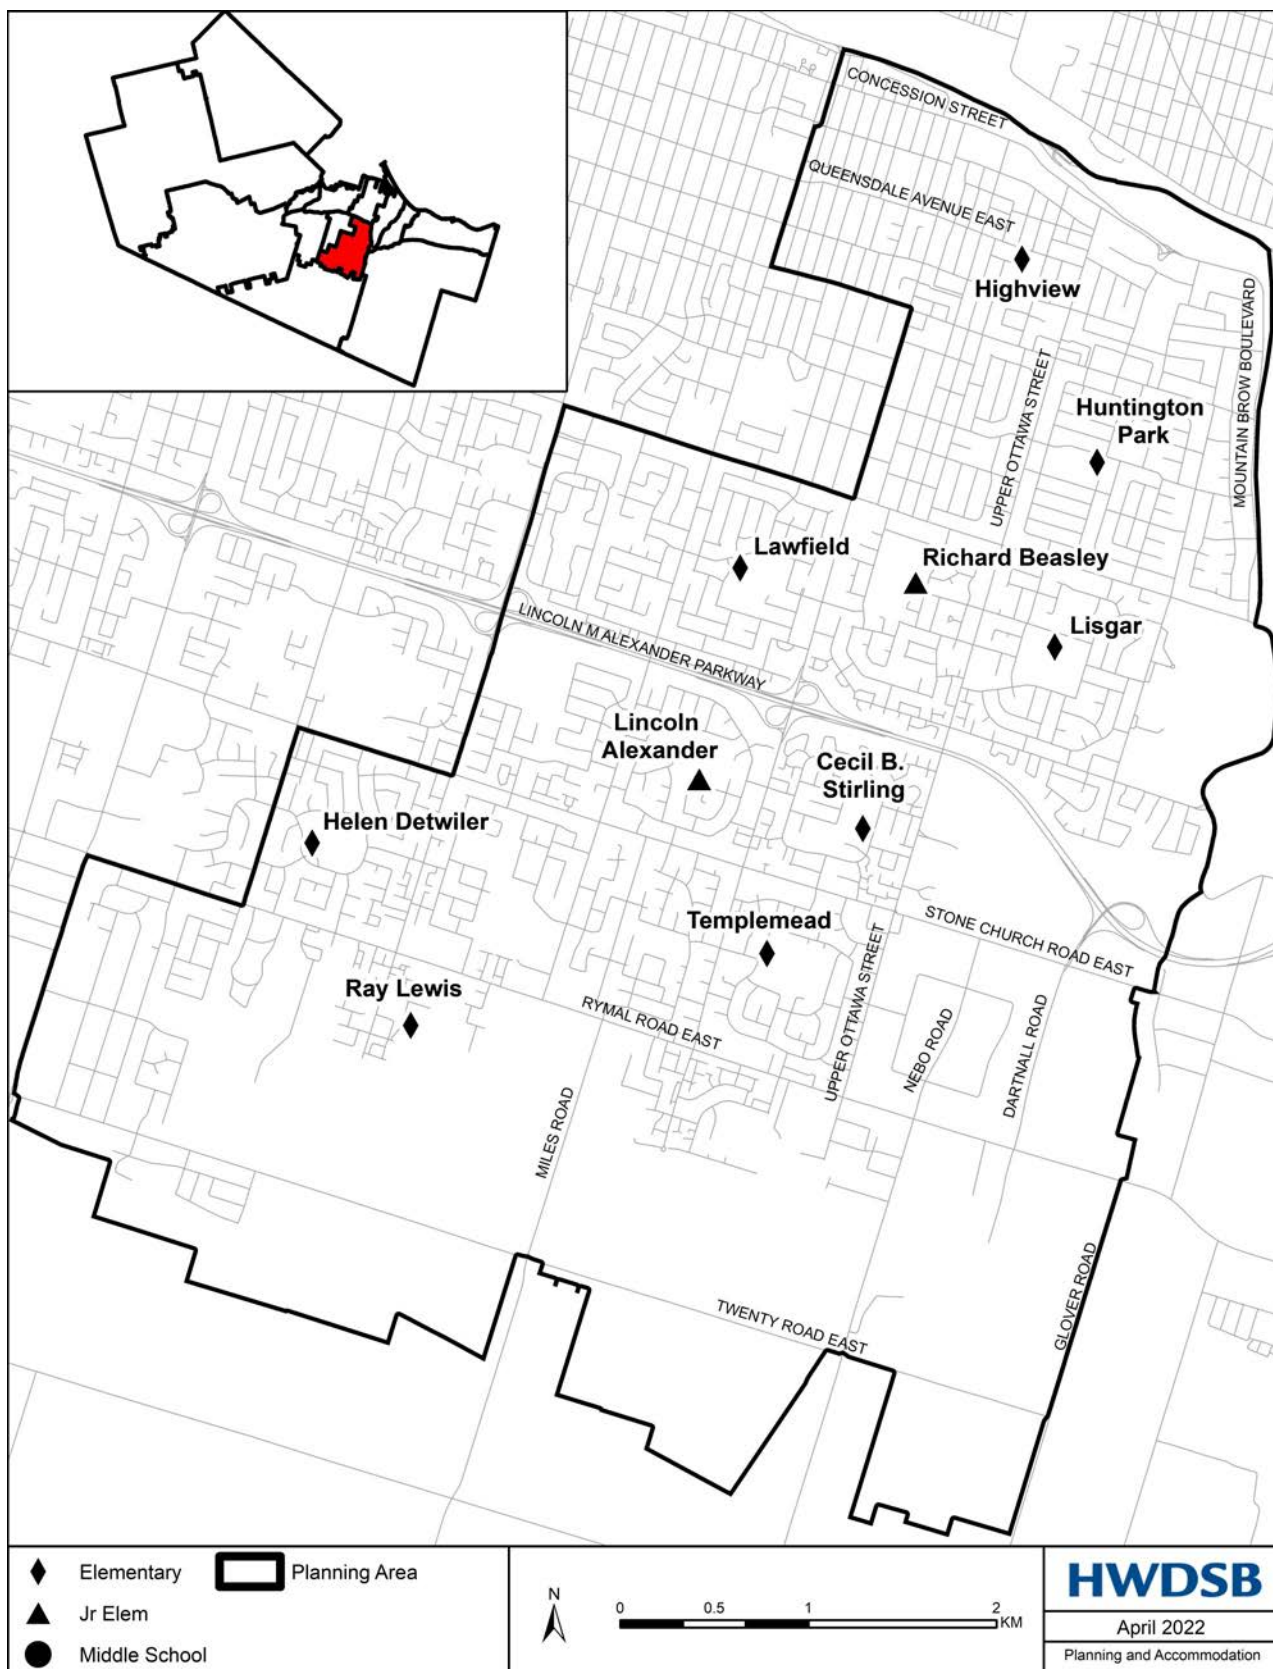 CONCESSION STREET
QUEENSDALE AVENUE EAST
Highview
MOUNTAIN BROW BOULEVARD
UPPER OTTAWA STREET
Huntington
Park
Lawfield
Richard Beasley
LINCOLN M ALEXANDER PARKWAY
Lisgar
Lincoln
Alexander
Cecil B.
Stirling
Helen Detwiler
Templemead
STONE CHURCH ROAD EAST
Ray Lewis
RYMAL ROAD EAST
UPPER OTTAWA STREET
NEBO ROAD
DARTNALL ROAD
MILES ROAD
GLOVER ROAD
TWENTY ROAD EAST
Elementary
Planning Area
Jr Elem
Middle School
N
0 0.5 1 2
KM
HWDSB
April 2022
Planning and Accommodation